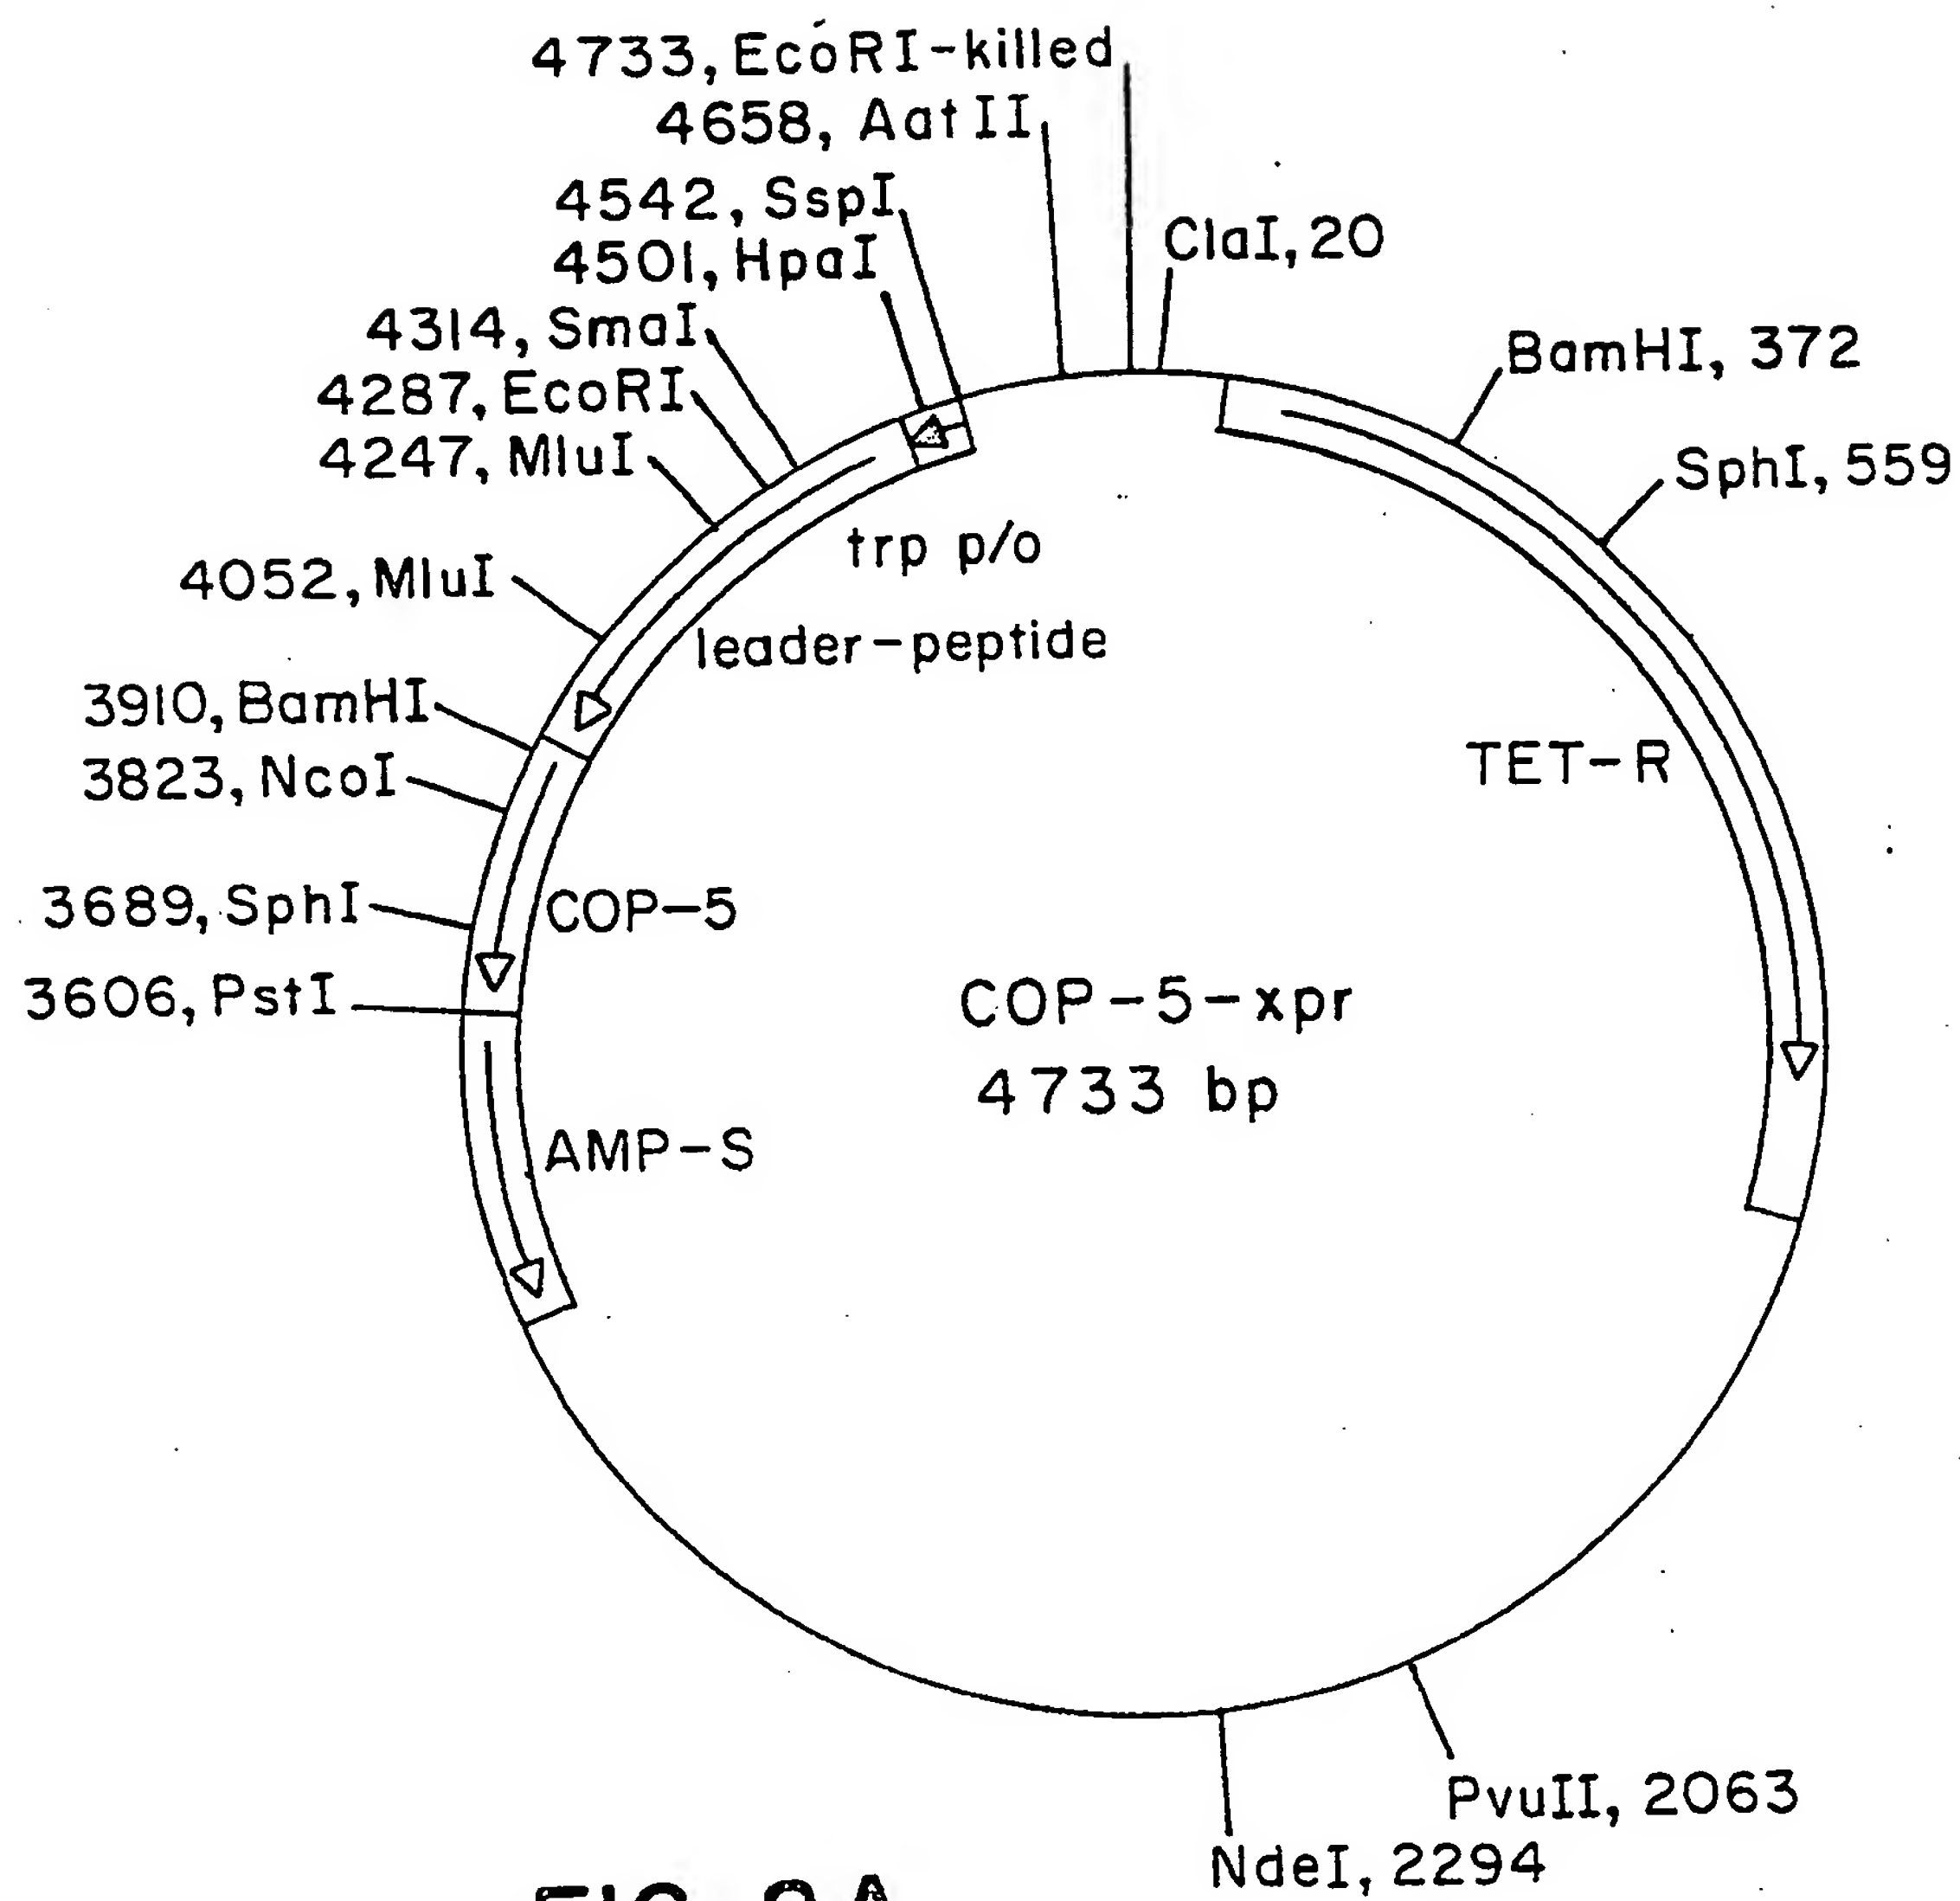 4733, EcoRI-killed
4658, AatII
4542, SspI
4501, HpaI
4314, SmaI
4287, EcoRI
4247, MluI
4052, MluI
3910, BamHI
3823, NcoI
3689, SphI
3606, PstI
ClaI, 20
BamHI, 372
SphI, 559
trp p/o
leader-peptide
TET-R
COP-5
COP-5-xpr
4733 bp
AMP-S
PvuII, 2063
NdeI, 2294